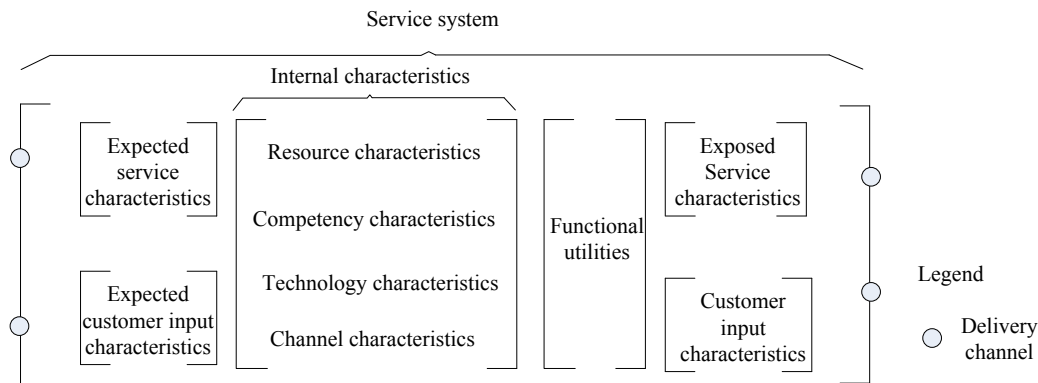 Service system
Internal characteristics
Expected
service
characteristics
Expected
customer input
characteristics
Resource characteristics
Competency characteristics
Technology characteristics
Channel characteristics
Functional
utilities
Exposed
Service
characteristics
Customer
input
characteristics
Legend
Delivery
channel